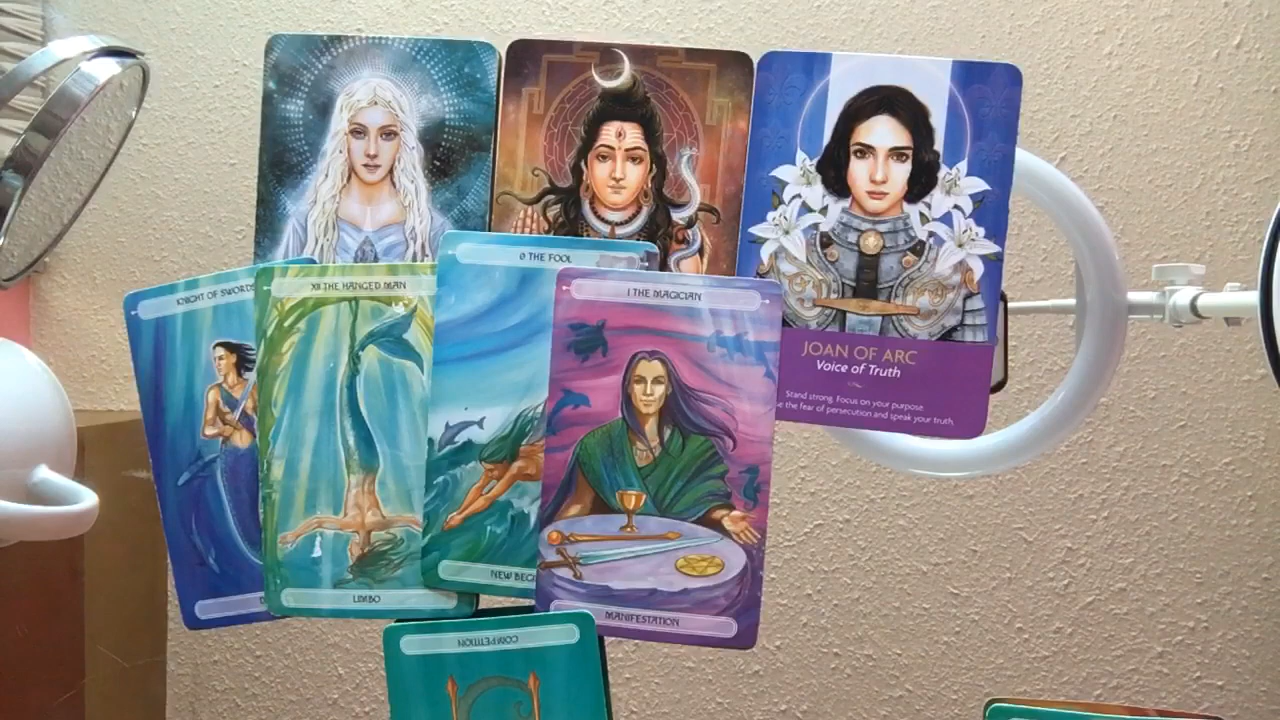 JOAN OF ARC
Voice of Truth
Stand strong. Focus on your purpose.
the fear of persecution and speak your truth.
KNIGHT OF SWORDS
XII THE HANGED MAN
0 THE FOOL
I THE MAGICIAN
LIMBO
NEW
MANIFESTATION
COMPETITION